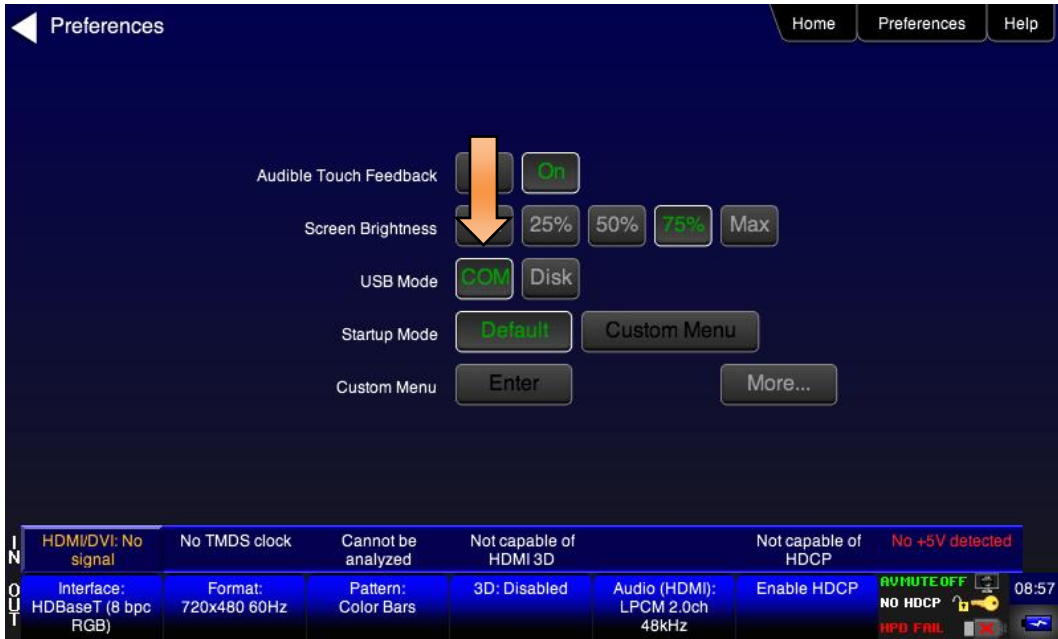 Preferences
Home
Preferences
Help
Audible Touch Feedback
On
Screen Brightness
25%
50%
75%
Max
USB Mode
COM
Disk
Startup Mode
Default
Custom Menu
Custom Menu
Enter
More...
IN
HDMI/DVI: No
signal
No TMDS clock
Cannot be
analyzed
Not capable of
HDMI 3D
Not capable of
HDCP
No +5V detected
OUT
Interface:
HDBaseT (8 bpc
RGB)
Format:
720x480 60Hz
Pattern:
Color Bars
3D: Disabled
Audio (HDMI):
LPCM 2.0ch
48kHz
Enable HDCP
AVMUTE OFF
NO HDCP
HPD FAIL
08:57